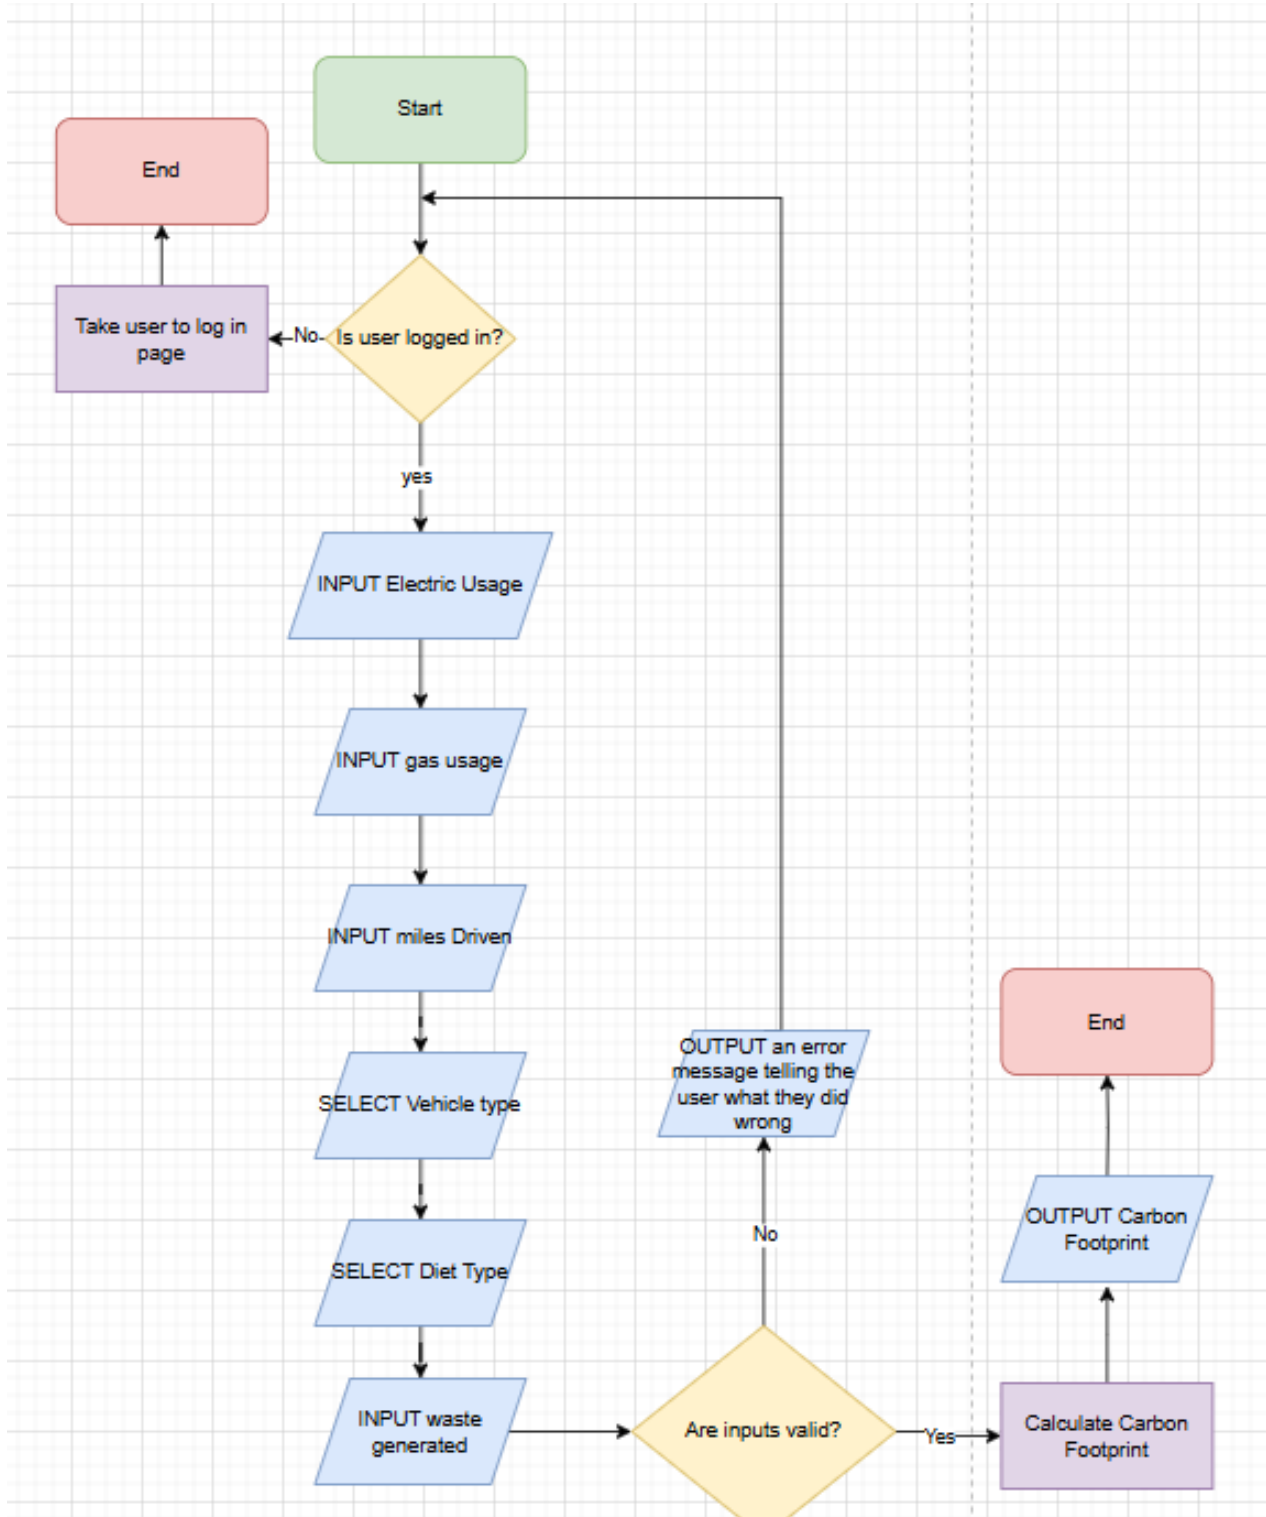 Start
End
Take user to log in
page
No
Is user logged in?
yes
INPUT Electric Usage
INPUT gas usage
INPUT miles Driven
SELECT Vehicle type
SELECT Diet Type
INPUT waste
generated
Are inputs valid?
No
OUTPUT an error
message telling the
user what they did
wrong
Yes
Calculate Carbon
Footprint
OUTPUT Carbon
Footprint
End